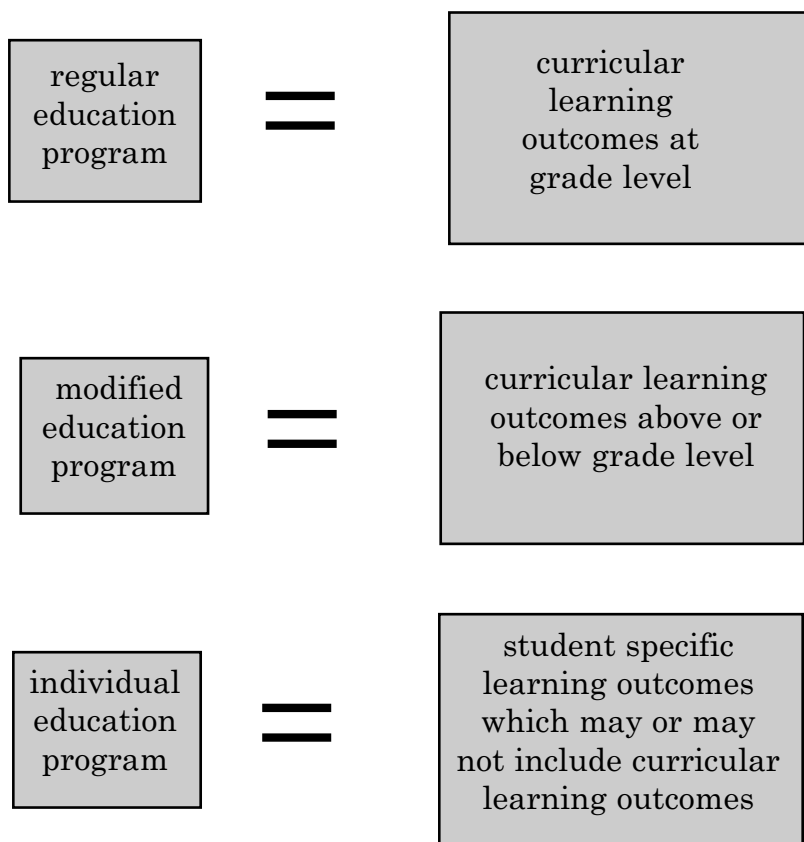 regular
education
program
=
curricular
learning
outcomes at
grade level
modified
education
program
=
curricular learning
outcomes above or
below grade level
individual
education
program
=
student specific
learning outcomes
which may or may
not include curricular
learning outcomes